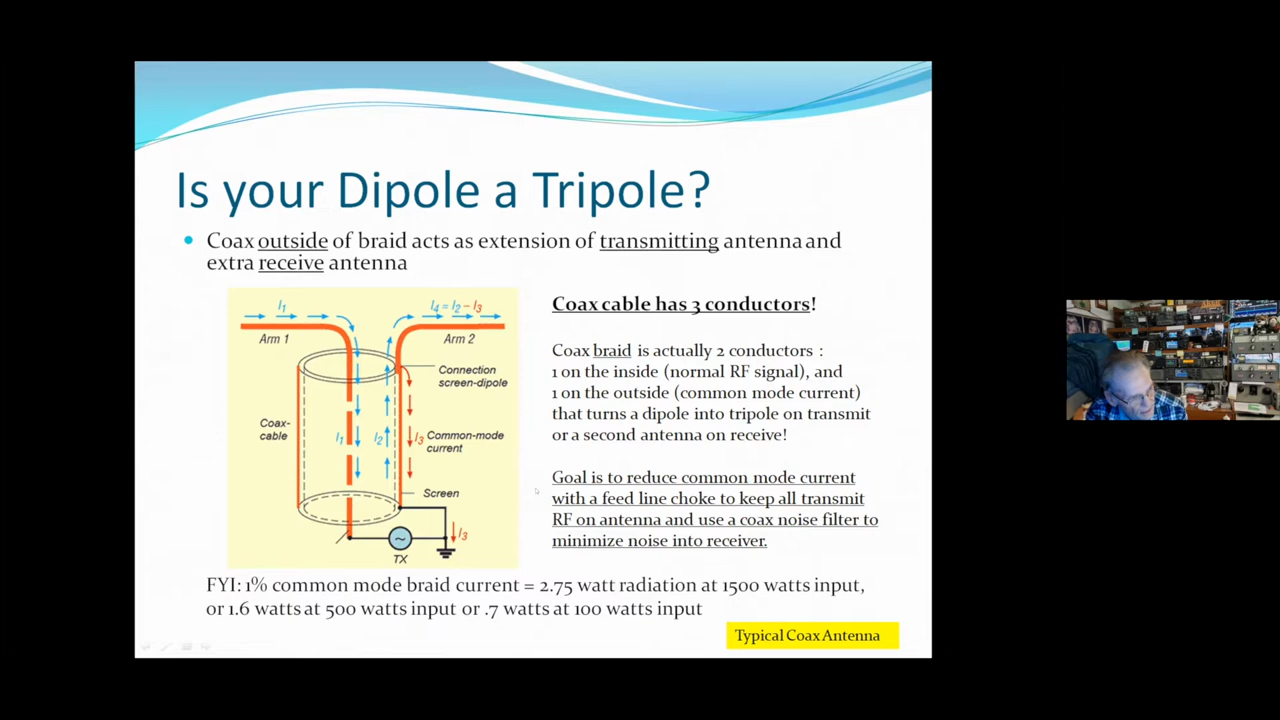 Is your Dipole a Tripole?
Coax outside of braid acts as extension of transmitting antenna and
extra receive antenna
I1
I4 = I2 – I3
Arm 1
Arm 2
Connection
screen-dipole
Coax-
cable
I1
I2
I3
Common-mode
current
Screen
I3
TX
Coax cable has 3 conductors!
Coax braid is actually 2 conductors :
1 on the inside (normal RF signal), and
1 on the outside (common mode current)
that turns a dipole into tripole on transmit
or a second antenna on receive!
Goal is to reduce common mode current
with a feed line choke to keep all transmit
RF on antenna and use a coax noise filter to
minimize noise into receiver.
FYI: 1% common mode braid current = 2.75 watt radiation at 1500 watts input,
or 1.6 watts at 500 watts input or .7 watts at 100 watts input
Typical Coax Antenna